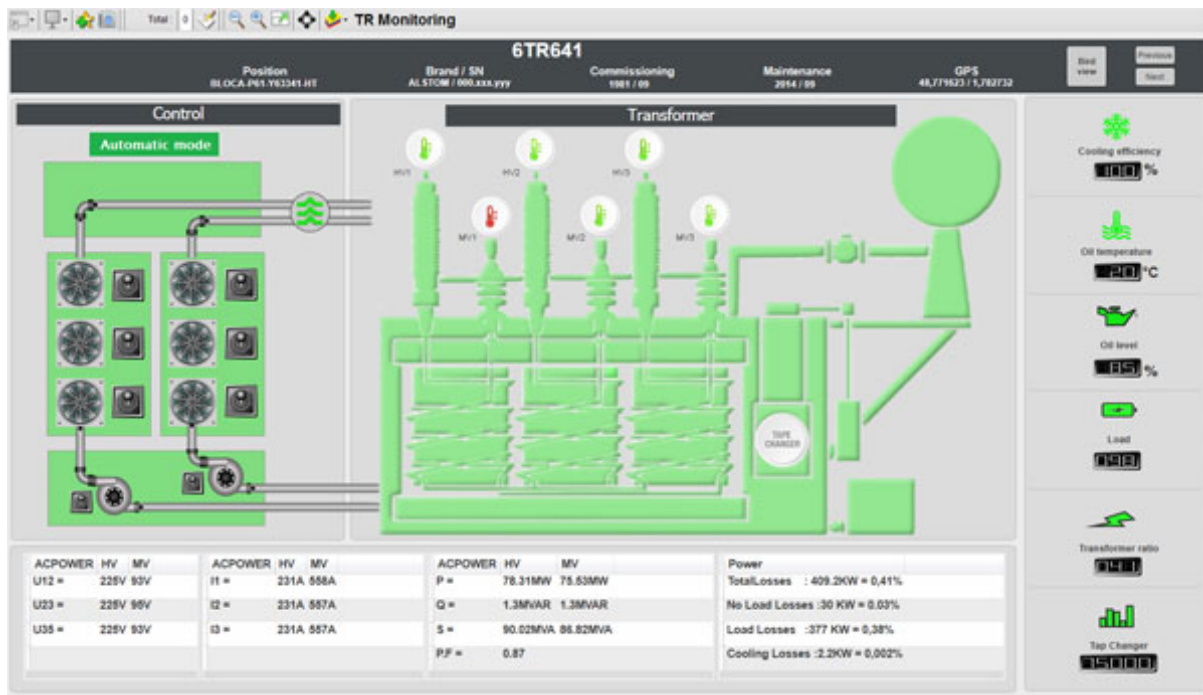 Total 0 TR Monitoring
6TR641
Position Brand / SN Commissioning Maintenance GPS
BLOCA-P61-Y63341-HT ALSTOM / 000.xxx.yyy 1981 / 09 2014 / 09 48,771623 / 1,782732
Bird view
Previous
Next
Control
Automatic mode
Transformer
HV1
HV2
HV3
MV1
MV2
MV3
TAPE CHANGER
Cooling efficiency
100 %
Oil temperature
20 °C
Oil level
85 %
Load
098
Transformer ratio
041
Tap Changer
75000
ACPOWER HV MV
U12 = 225V 93V
U23 = 225V 95V
U35 = 225V 93V
ACPOWER HV MV
I1 = 231A 558A
I2 = 231A 557A
I3 = 231A 557A
ACPOWER HV MV
P = 78.31MW 75.53MW
Q = 1.3MVAR 1.3MVAR
S = 90.02MVA 86.82MVA
P.F = 0.87
Power
TotalLosses : 409.2KW = 0,41%
No Load Losses :30 KW = 0.03%
Load Losses :377 KW = 0,38%
Cooling Losses :2.2KW = 0,002%